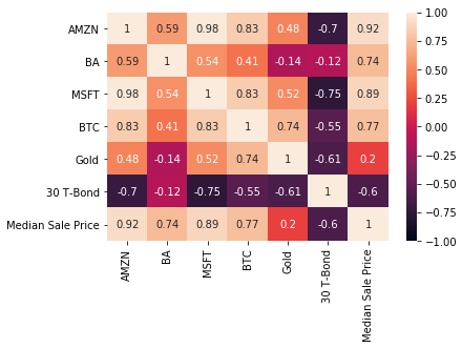 AMZN 1 0.59 0.98 0.83 0.48 -0.7 0.92
BA 0.59 1 0.54 0.41 -0.14 -0.12 0.74
MSFT 0.98 0.54 1 0.83 0.52 -0.75 0.89
BTC 0.83 0.41 0.83 1 0.74 -0.55 0.77
Gold 0.48 -0.14 0.52 0.74 1 -0.61 0.2
30 T-Bond -0.7 -0.12 -0.75 -0.55 -0.61 1 -0.6
Median Sale Price 0.92 0.74 0.89 0.77 0.2 -0.6 1
AMZN
BA
MSFT
BTC
Gold
30 T-Bond
Median Sale Price
1.00
0.75
0.50
0.25
0.00
-0.25
-0.50
-0.75
-1.00